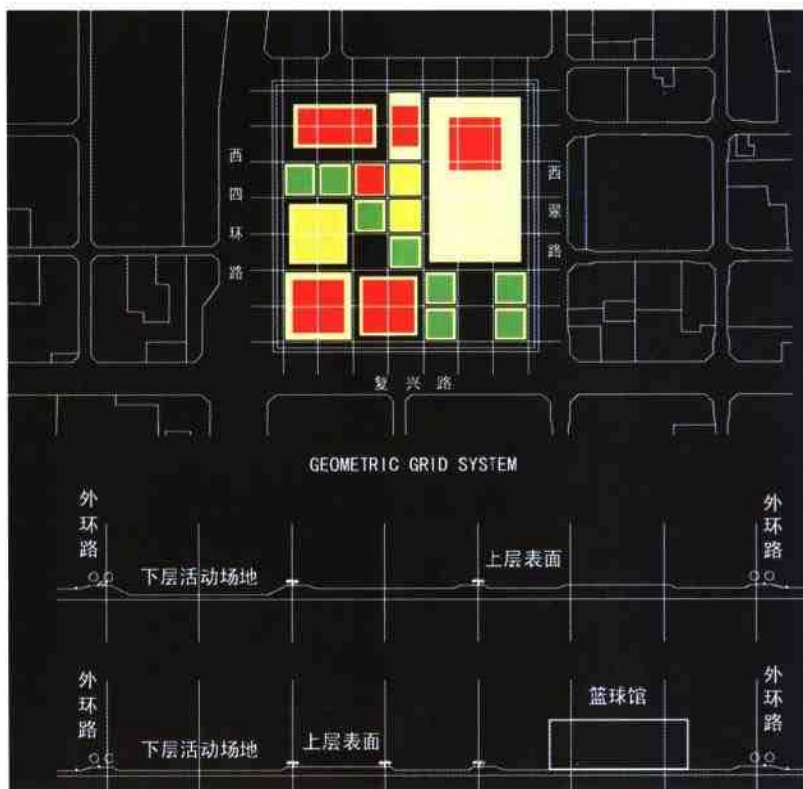 西四环路
西翠路
复兴路
GEOMETRIC GRID SYSTEM
外环路
下层活动场地
上层表面
外环路
外环路
下层活动场地
上层表面
篮球馆
外环路